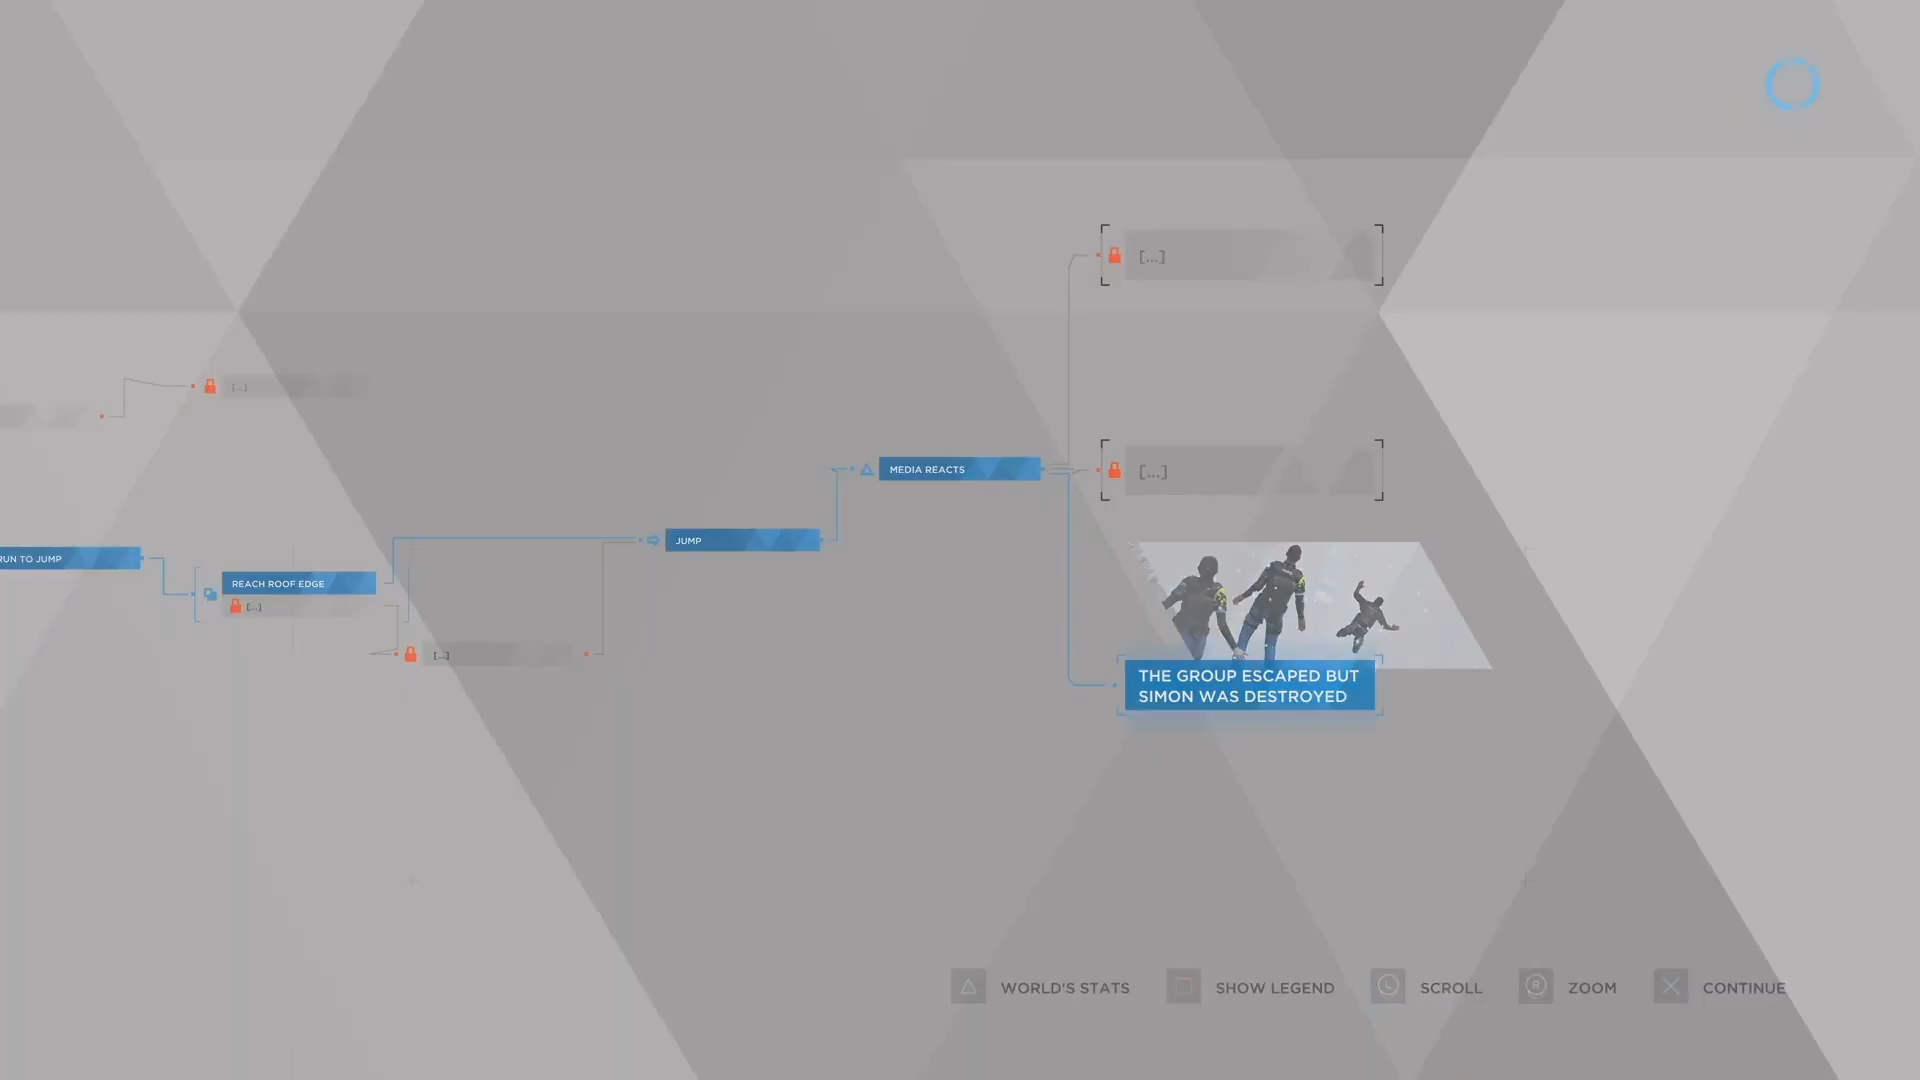 [...]
[...]
MEDIA REACTS
[...]
JUMP
RUN TO JUMP
REACH ROOF EDGE
[...]
[...]
THE GROUP ESCAPED BUT
SIMON WAS DESTROYED
WORLD'S STATS
SHOW LEGEND
L
SCROLL
R
ZOOM
CONTINUE